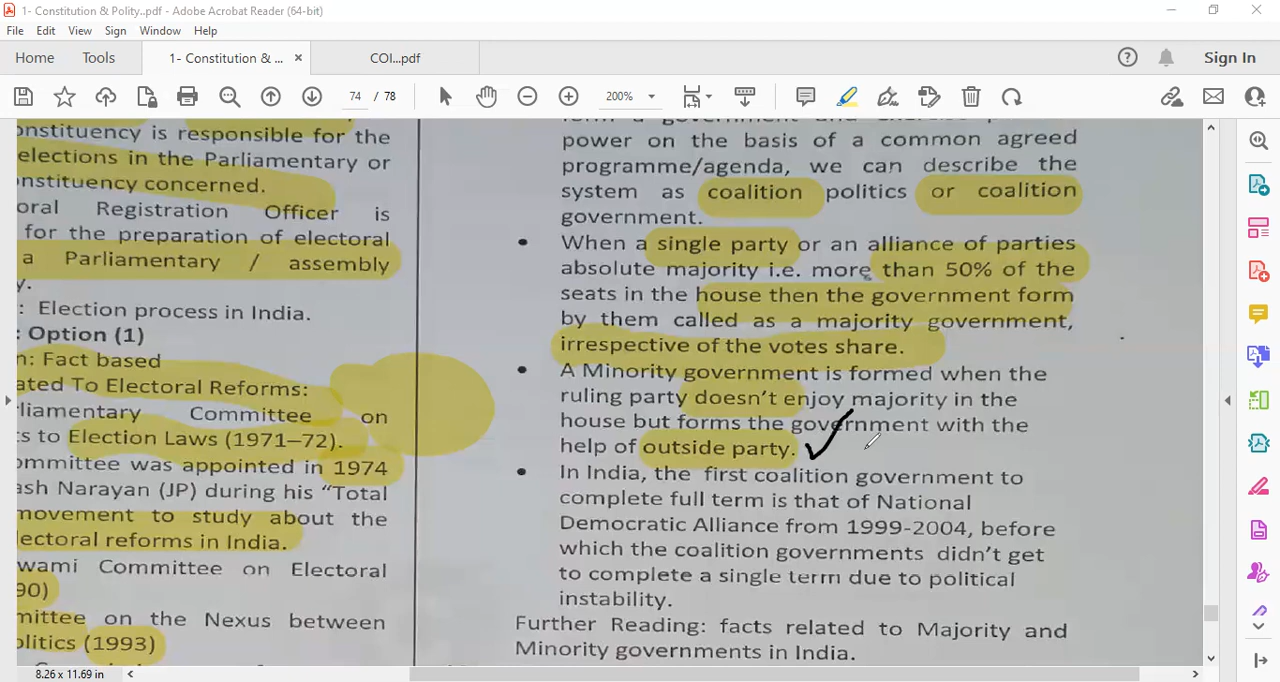 1- Constitution & Polity..pdf - Adobe Acrobat Reader (64-bit)
File Edit View Sign Window Help
Home Tools 1- Constitution & ... × COI...pdf Sign In
74 / 78 200%
onstituency is responsible for the
elections in the Parliamentary or
nstituency concerned.
oral Registration Officer is
for the preparation of electoral
a Parliamentary / assembly
y.
: Election process in India.
: Option (1)
n: Fact based
ated To Electoral Reforms:
rliamentary Committee on
ts to Election Laws (1971–72).
ommittee was appointed in 1974
ash Narayan (JP) during his “Total
movement to study about the
lectoral reforms in India.
wami Committee on Electoral
90)
mittee on the Nexus between
olitics (1993)
form a government and
power on the basis of a common agreed
programme/agenda, we can describe the
system as coalition politics or coalition
government.
• When a single party or an alliance of parties
absolute majority i.e. more than 50% of the
seats in the house then the government form
by them called as a majority government,
irrespective of the votes share.
• A Minority government is formed when the
ruling party doesn’t enjoy majority in the
house but forms the government with the
help of outside party.
• In India, the first coalition government to
complete full term is that of National
Democratic Alliance from 1999-2004, before
which the coalition governments didn’t get
to complete a single term due to political
instability.
Further Reading: facts related to Majority and
Minority governments in India.
8.26 x 11.69 in